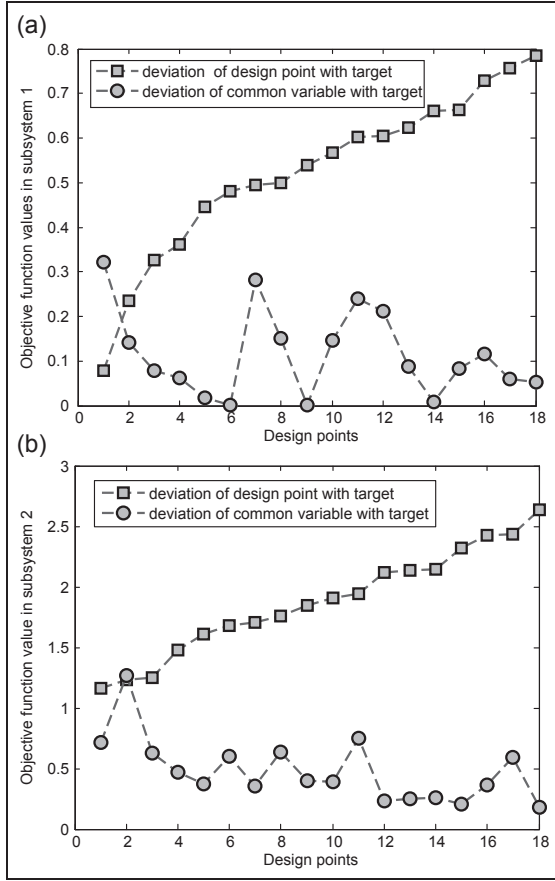 (a)
0.8
0.7
0.6
0.5
0.4
0.3
0.2
0.1
0
Objective function values in subsystem 1
deviation of design point with target
deviation of common variable with target
0 2 4 6 8 10 12 14 16 18
Design points
(b)
3
2.5
2
1.5
1
0.5
0
Objective function value in subsystem 2
deviation of design point with target
deviation of common variable with target
0 2 4 6 8 10 12 14 16 18
Design points